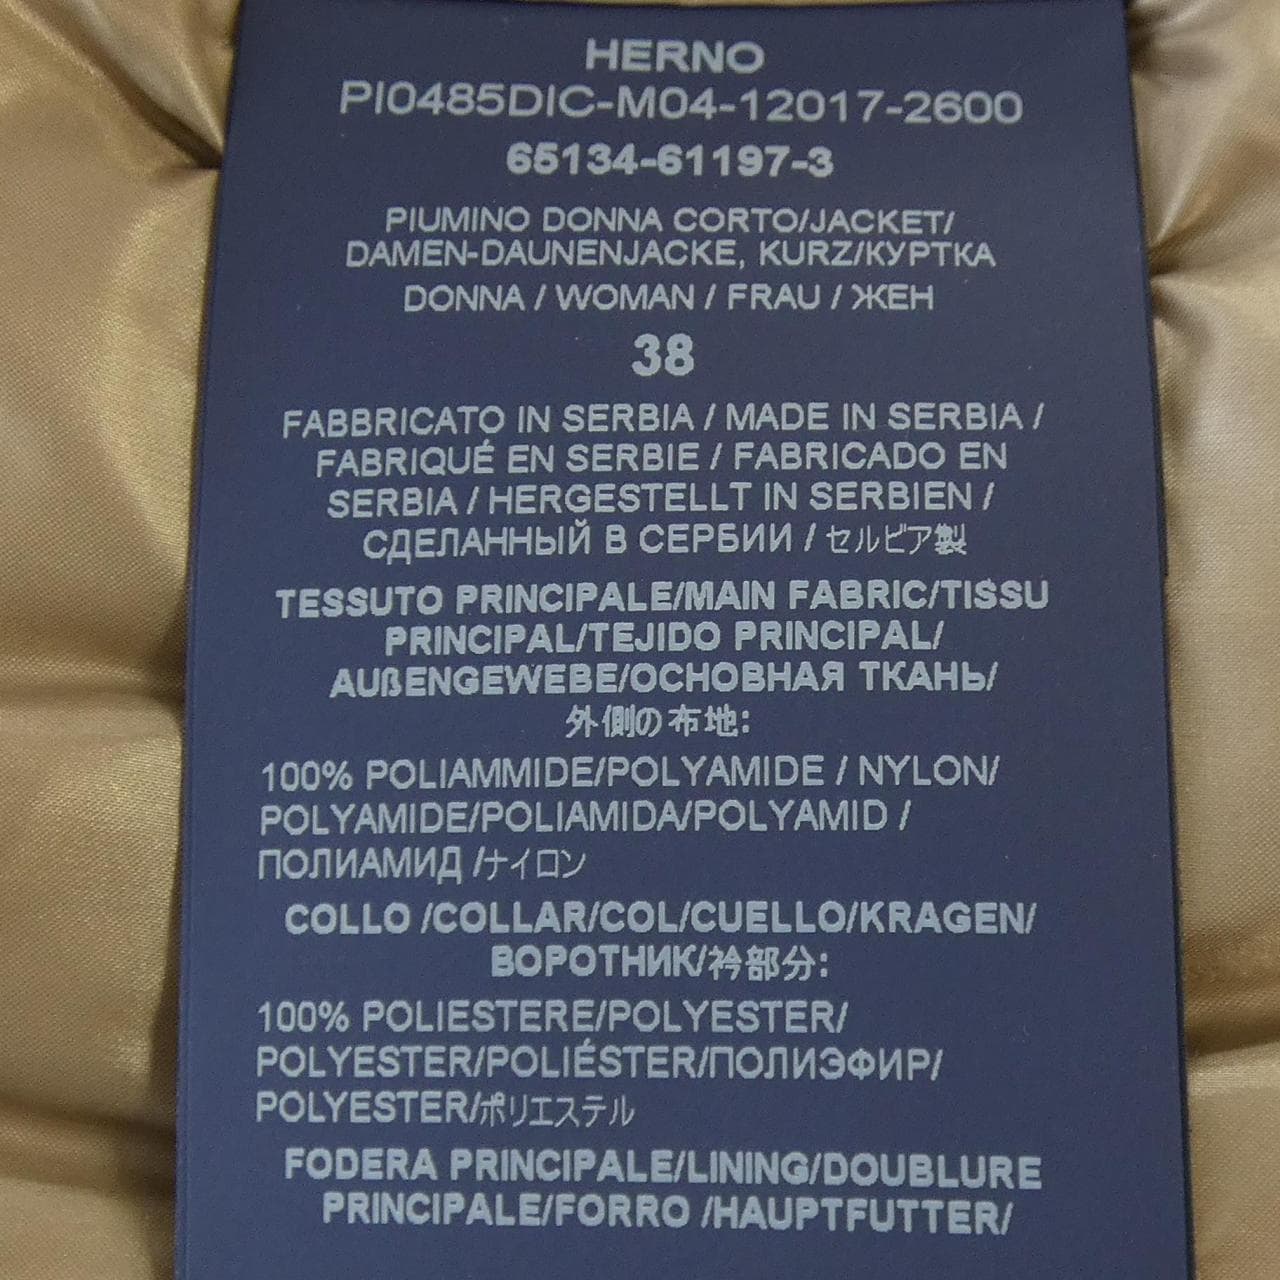 HERNO
PI0485DIC-M04-12017-2600
65134-61197-3
PIUMINO DONNA CORTO/JACKET/
DAMEN-DAUNENJACKE, KURZ/КУРТКА
DONNA / WOMAN / FRAU / ЖЕН
38
FABBRICATO IN SERBIA / MADE IN SERBIA /
FABRIQUÉ EN SERBIE / FABRICADO EN
SERBIA / HERGESTELLT IN SERBIEN /
СДЕЛАННЫЙ В СЕРБИИ / セルビア製
TESSUTO PRINCIPALE/MAIN FABRIC/TISSU
PRINCIPAL/TEJIDO PRINCIPAL/
AUßENGEWEBE/ОСНОВНАЯ ТКАНЬ/
外側の布地:
100% POLIAMMIDE/POLYAMIDE / NYLON/
POLYAMIDE/POLIAMIDA/POLYAMID /
ПОЛИАМИД /ナイロン
COLLO /COLLAR/COL/CUELLO/KRAGEN/
ВОРОТНИК/衿部分:
100% POLIESTERE/POLYESTER/
POLYESTER/POLIÉSTER/ПОЛИЭФИР/
POLYESTER/ポリエステル
FODERA PRINCIPALE/LINING/DOUBLURE
PRINCIPALE/FORRO /HAUPTFUTTER/